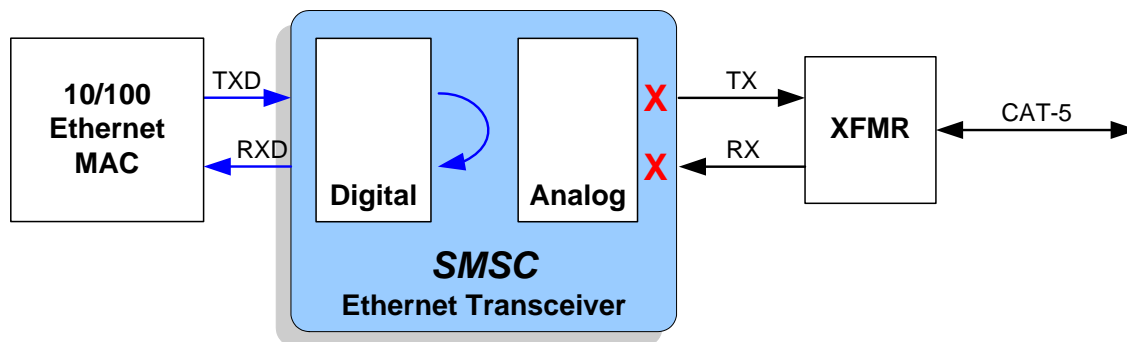 10/100
Ethernet
MAC
TXD
RXD
Digital
Analog
X
X
SMSC
Ethernet Transceiver
TX
RX
XFMR
CAT-5